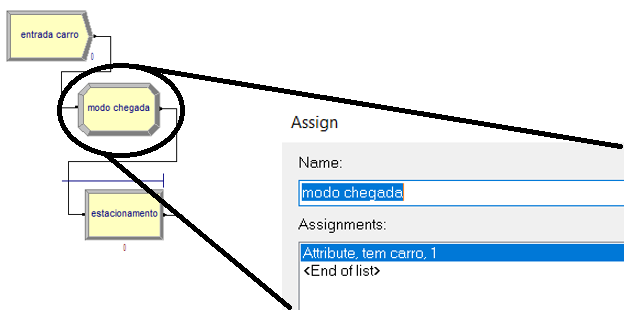 entrada carro
0
modo chegada
estacionamento
0
Assign
Name:
modo chegada
Assignments:
Attribute, tem carro, 1
<End of list>